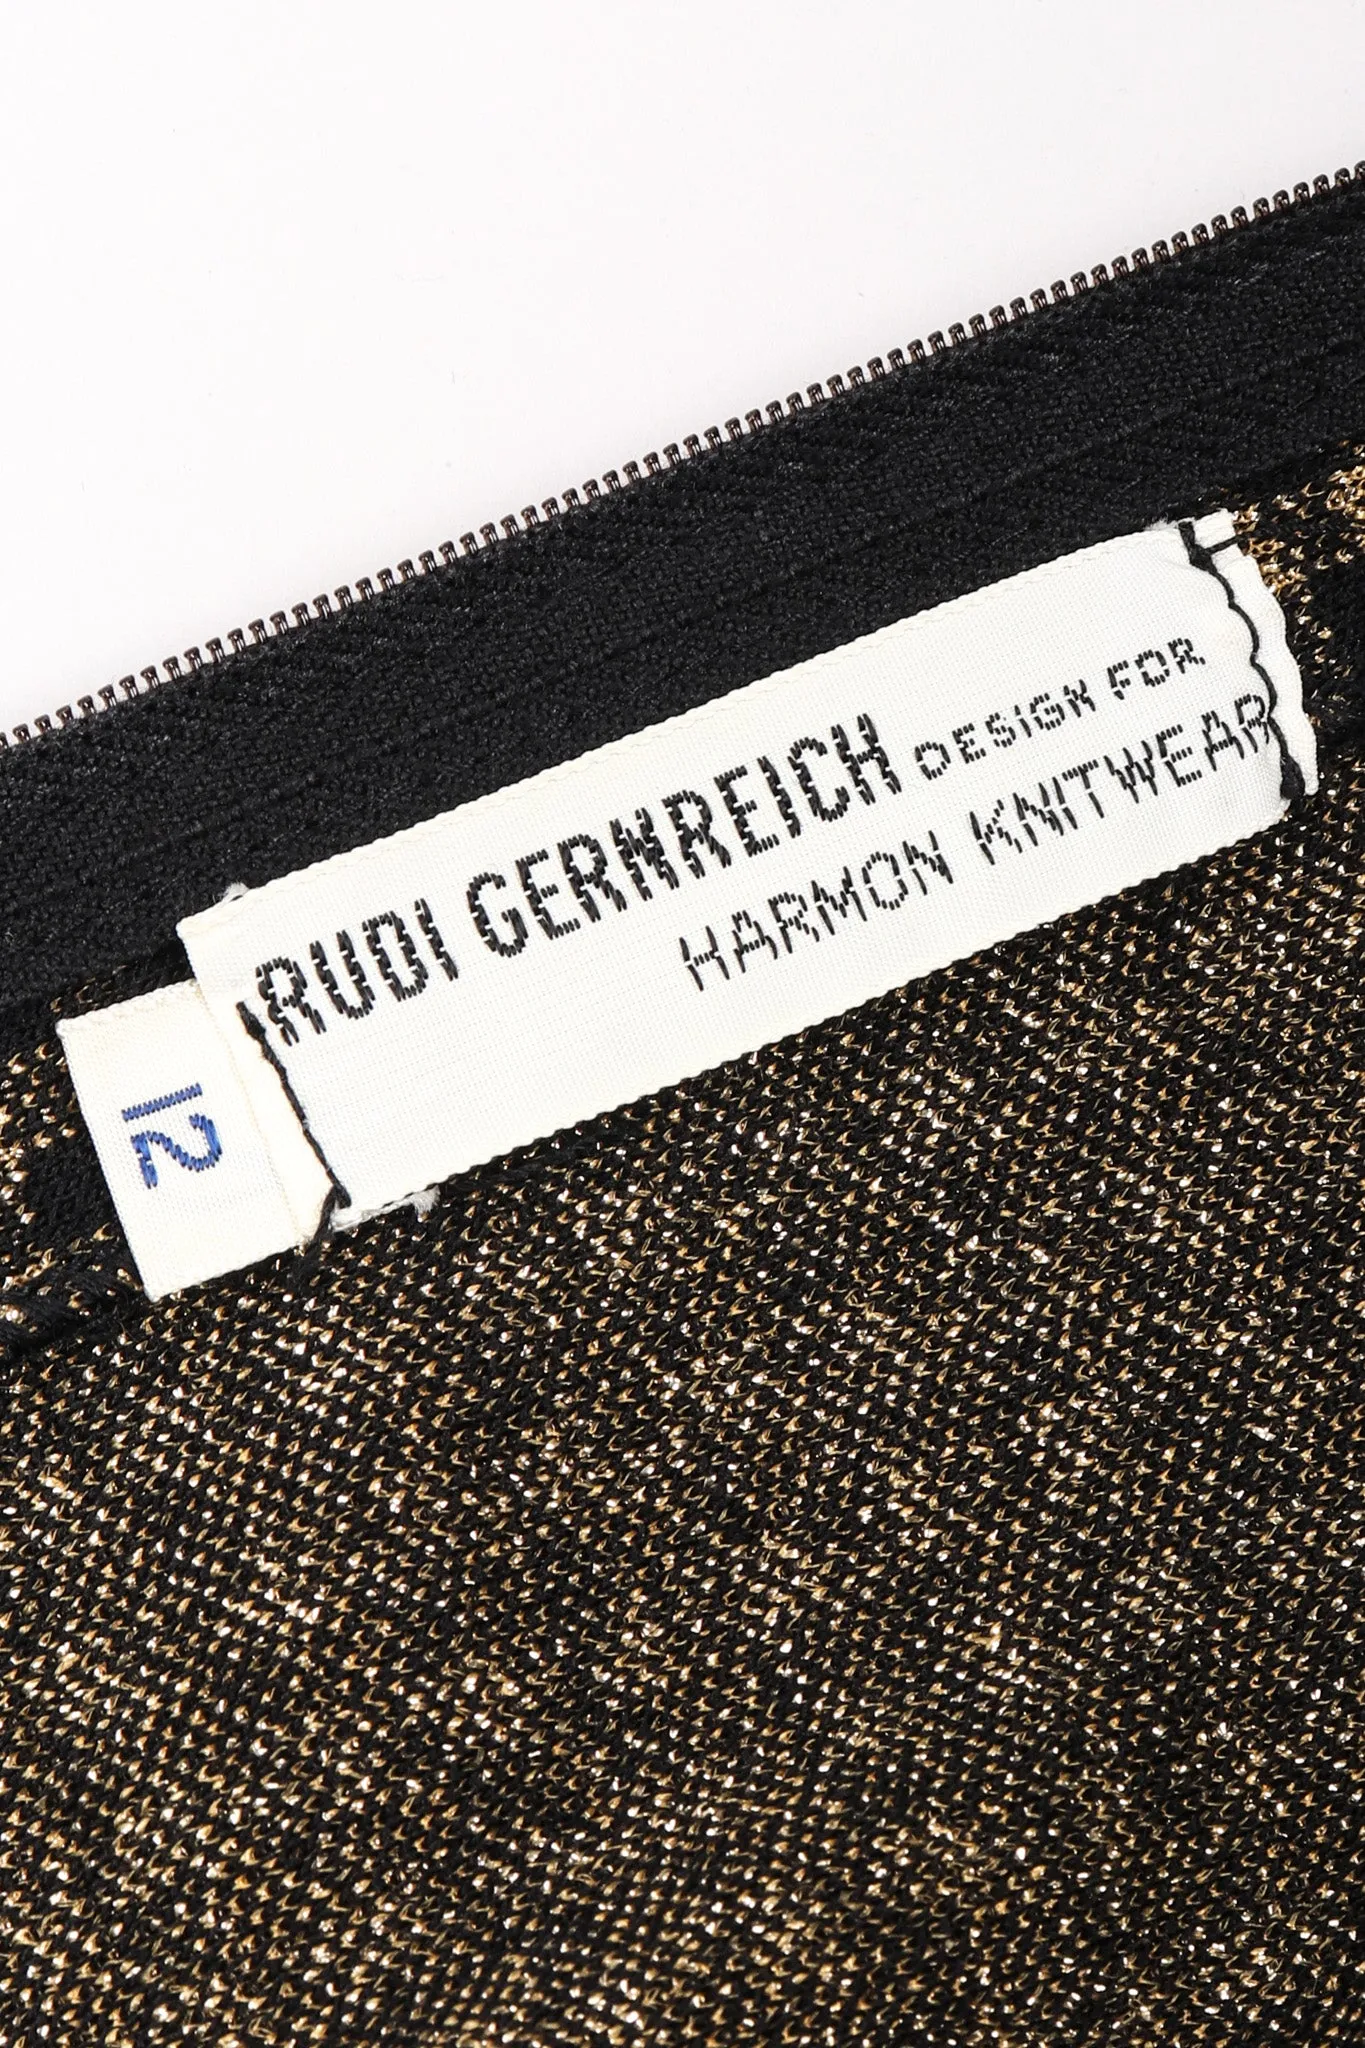 RUDI GERNREICH DESIGN FOR
HARMON KNITWEAR
12